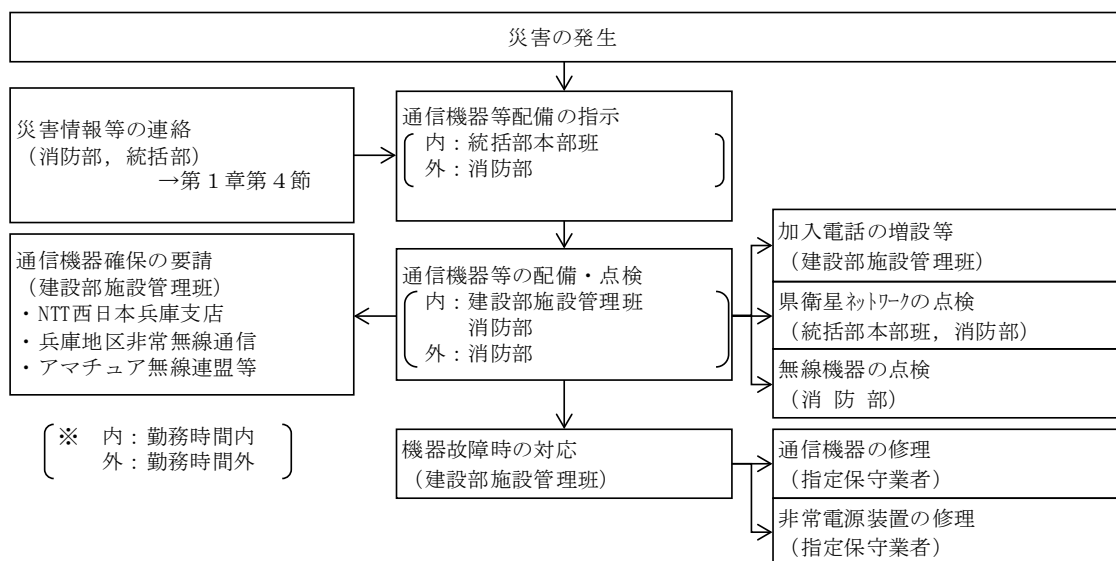 災害の発生
災害情報等の連絡
（消防部，統括部）
→第１章第４節
通信機器等配備の指示
内：統括部本部班
外：消防部
通信機器確保の要請
（建設部施設管理班）
・NTT西日本兵庫支店
・兵庫地区非常無線通信
・アマチュア無線連盟等
通信機器等の配備・点検
内：建設部施設管理班
消防部
外：消防部
加入電話の増設等
（建設部施設管理班）
県衛星ﾈｯﾄﾜｰｸの点検
（統括部本部班，消防部）
無線機器の点検
（消 防 部）
※　内：勤務時間内
外：勤務時間外
機器故障時の対応
（建設部施設管理班）
通信機器の修理
（指定保守業者）
非常電源装置の修理
（指定保守業者）